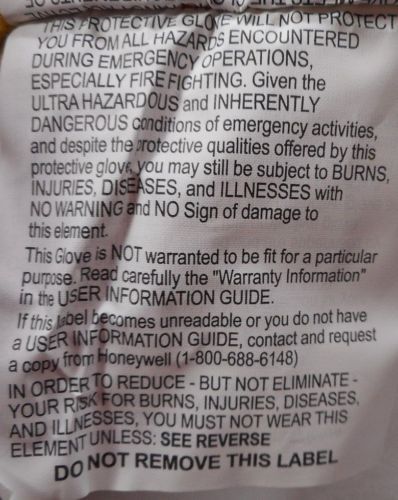 THIS PROTECTIVE GLOVE WILL NOT PROTECT
YOU FROM ALL HAZARDS ENCOUNTERED
DURING EMERGENCY OPERATIONS,
ESPECIALLY FIRE FIGHTING. Given the
ULTRA HAZARDOUS and INHERENTLY
DANGEROUS conditions of emergency activities,
and despite the protective qualities offered by this
protective glove, you may still be subject to BURNS,
INJURIES, DISEASES, and ILLNESSES with
NO WARNING and NO Sign of damage to
this element.
This Glove is NOT warranted to be fit for a particular
purpose. Read carefully the "Warranty Information"
in the USER INFORMATION GUIDE.
If this label becomes unreadable or you do not have
a USER INFORMATION GUIDE, contact and request
a copy from Honeywell (1-800-688-6148)
IN ORDER TO REDUCE - BUT NOT ELIMINATE -
YOUR RISK FOR BURNS, INJURIES, DISEASES,
AND ILLNESSES, YOU MUST NOT WEAR THIS
ELEMENT UNLESS: SEE REVERSE
DO NOT REMOVE THIS LABEL